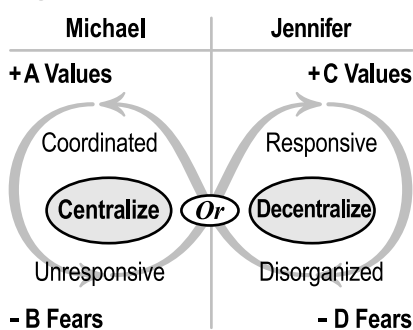 Michael Jennifer
+A Values +C Values
Coordinated Responsive
Centralize Or Decentralize
Unresponsive Disorganized
– B Fears – D Fears